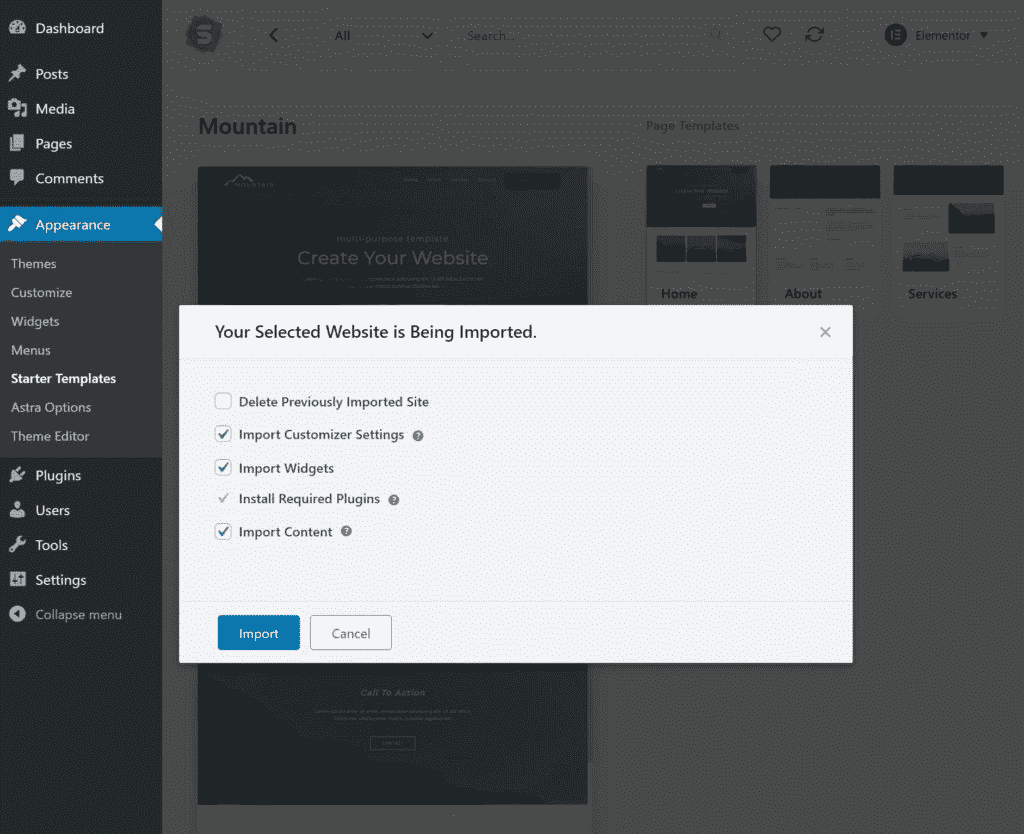 Dashboard
Posts
Media
Pages
Comments
Appearance
Themes
Customize
Widgets
Menus
Starter Templates
Astra Options
Theme Editor
Plugins
Users
Tools
Settings
Collapse menu
All
Search...
Elementor
Mountain
MOUNTAIN
multi-purpose template
Create Your Website
Page Templates
Home
About
Services
Your Selected Website is Being Imported.
Delete Previously Imported Site
Import Customizer Settings
Import Widgets
Install Required Plugins
Import Content
Import
Cancel
Call To Action